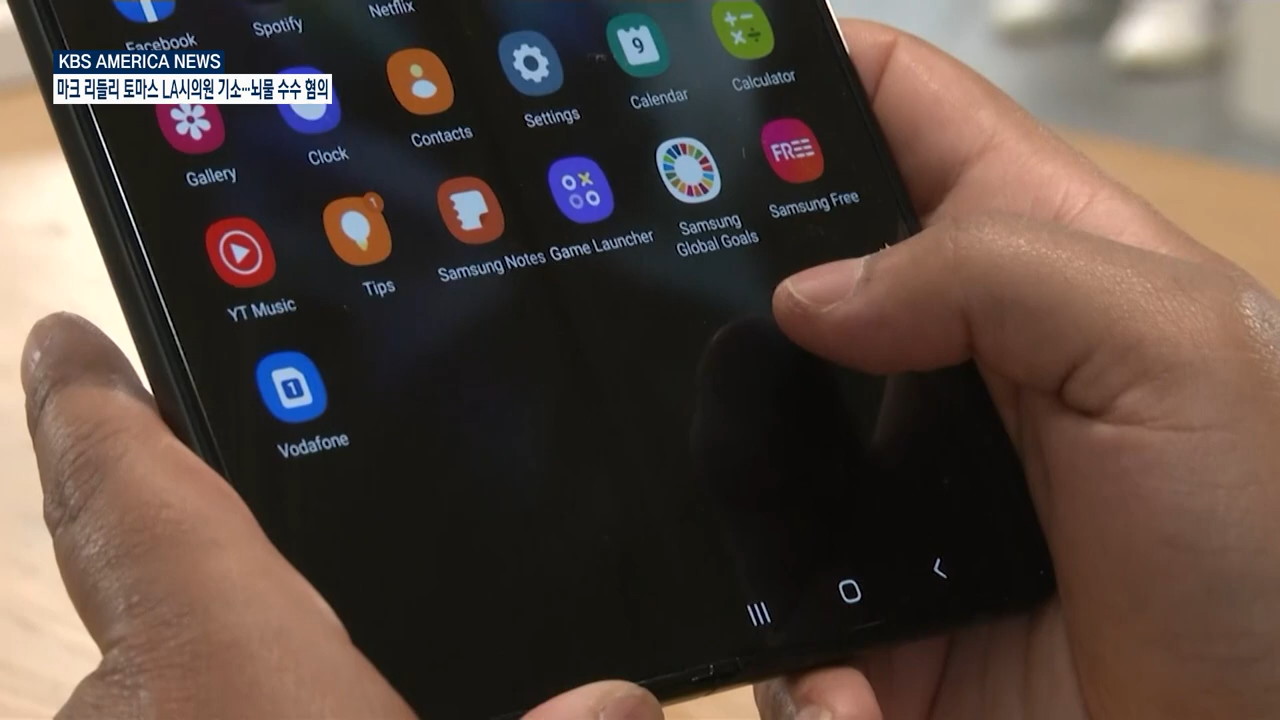 KBS AMERICA NEWS
마크 리들리 토마스 LA시의원 기소…뇌물 수수 혐의
Facebook
Spotify
Netflix
Gallery
Clock
Contacts
Settings
9
Calendar
Calculator
YT Music
1
Tips
Samsung Notes
Game Launcher
Samsung
Global Goals
FREE
Samsung Free
1
Vodafone